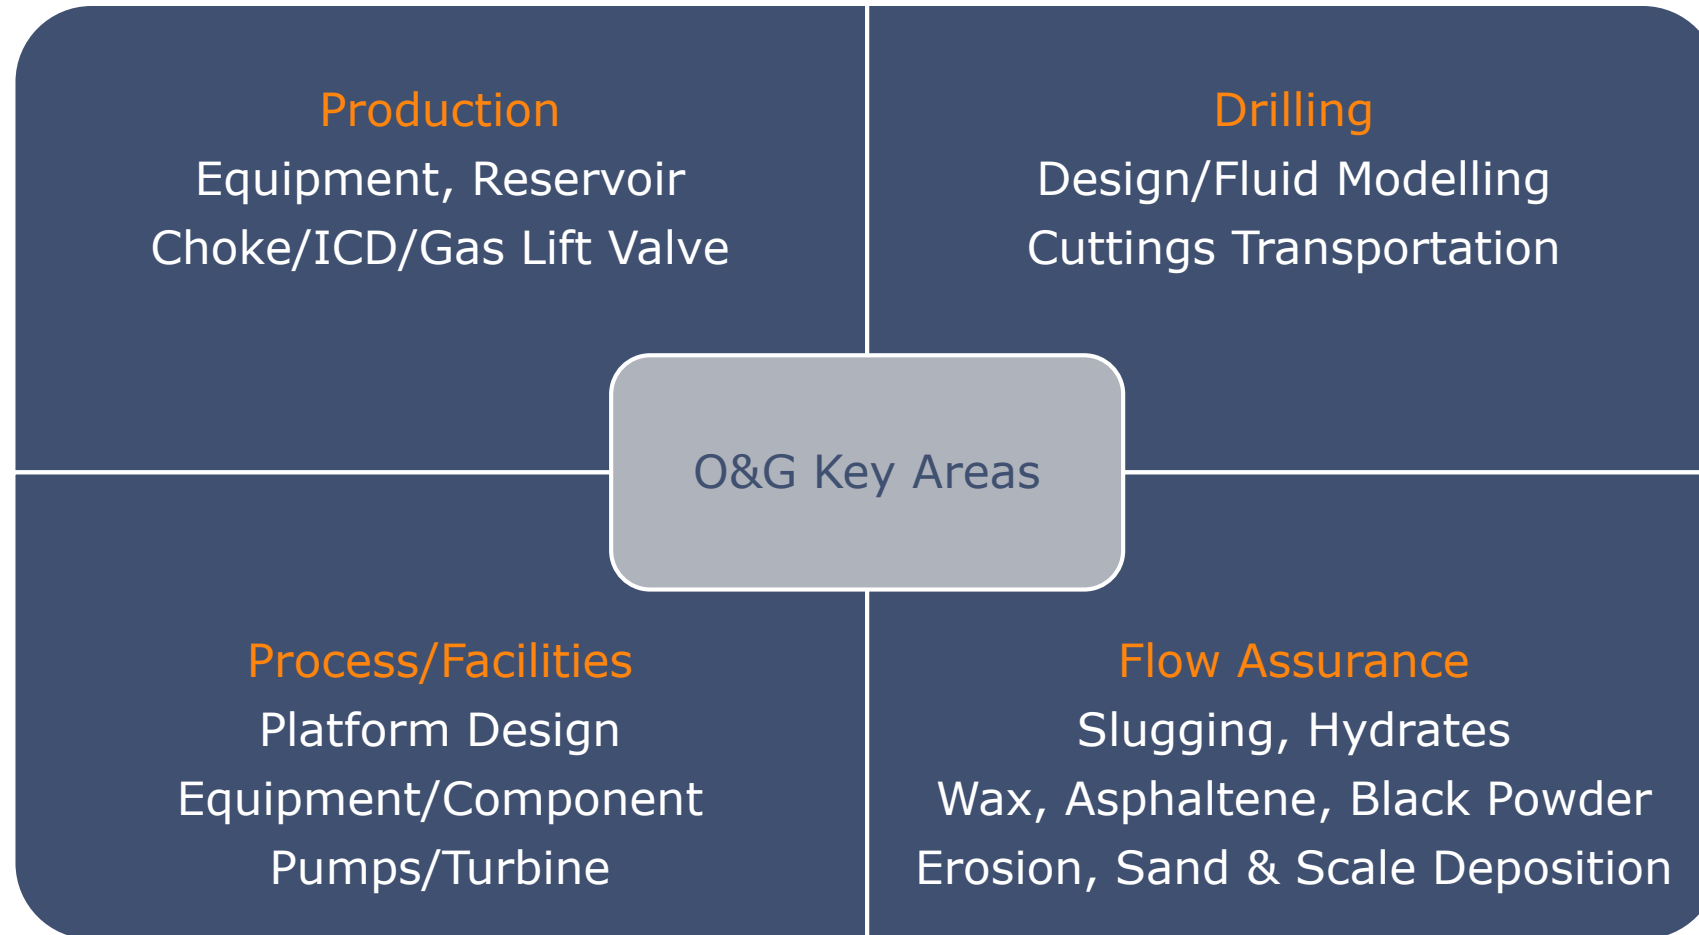 Production
Equipment, Reservoir
Choke/ICD/Gas Lift Valve
Drilling
Design/Fluid Modelling
Cuttings Transportation
O&G Key Areas
Process/Facilities
Platform Design
Equipment/Component
Pumps/Turbine
Flow Assurance
Slugging, Hydrates
Wax, Asphaltene, Black Powder
Erosion, Sand & Scale Deposition